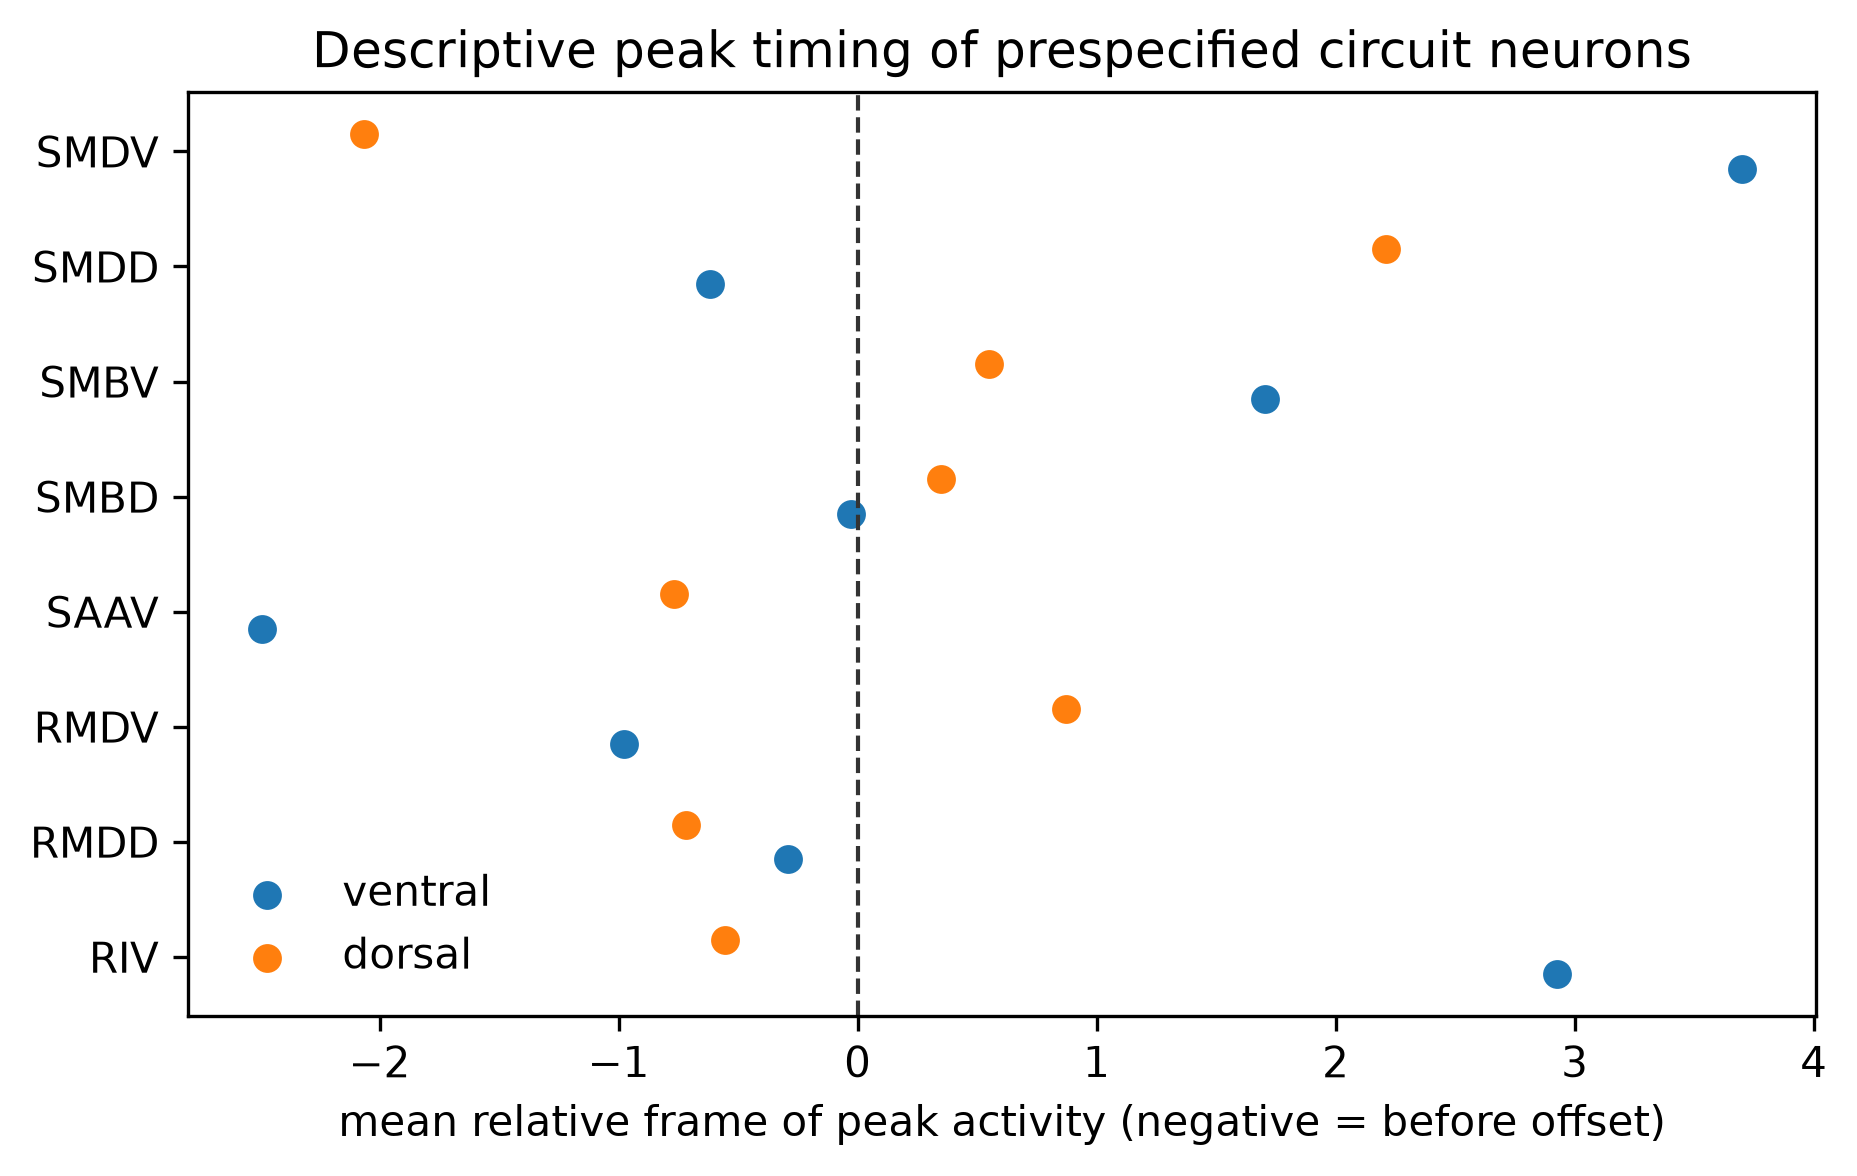 Descriptive peak timing of prespecified circuit neurons
SMDV
SMDD
SMBV
SMBD
SAAV
RMDV
RMDD
RIV
ventral
dorsal
−2 −1 0 1 2 3 4
mean relative frame of peak activity (negative = before offset)